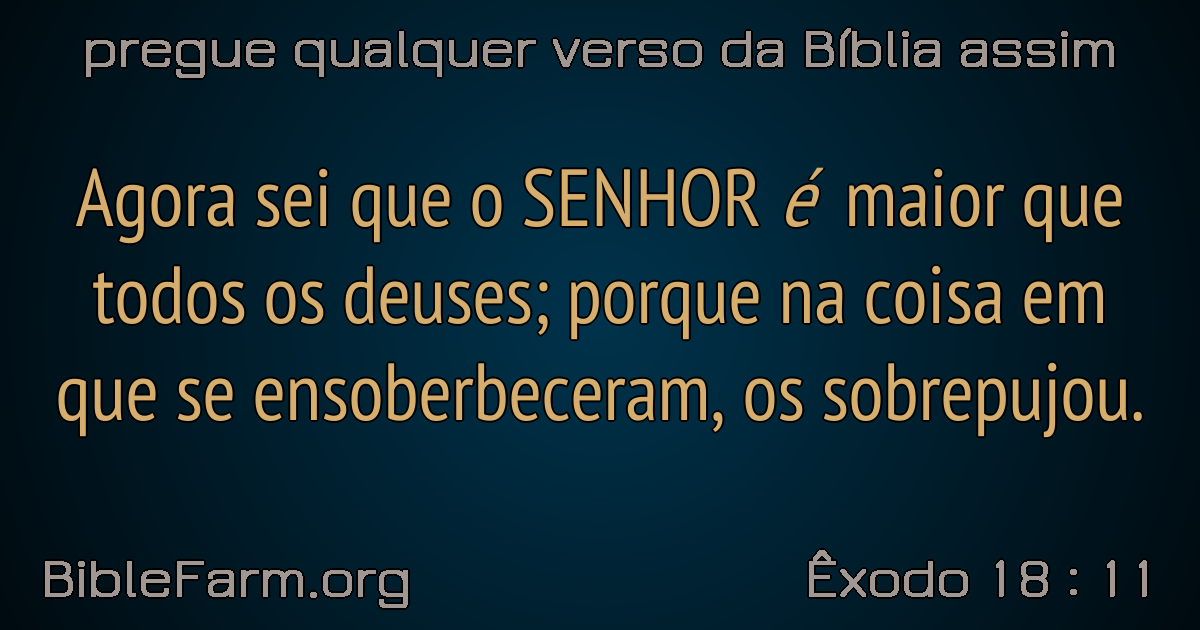 pregue qualquer verso da Bíblia assim
Agora sei que o SENHOR é maior que
todos os deuses; porque na coisa em
que se ensoberbeceram, os sobrepujou.
BibleFarm.org
Êxodo 18 : 11